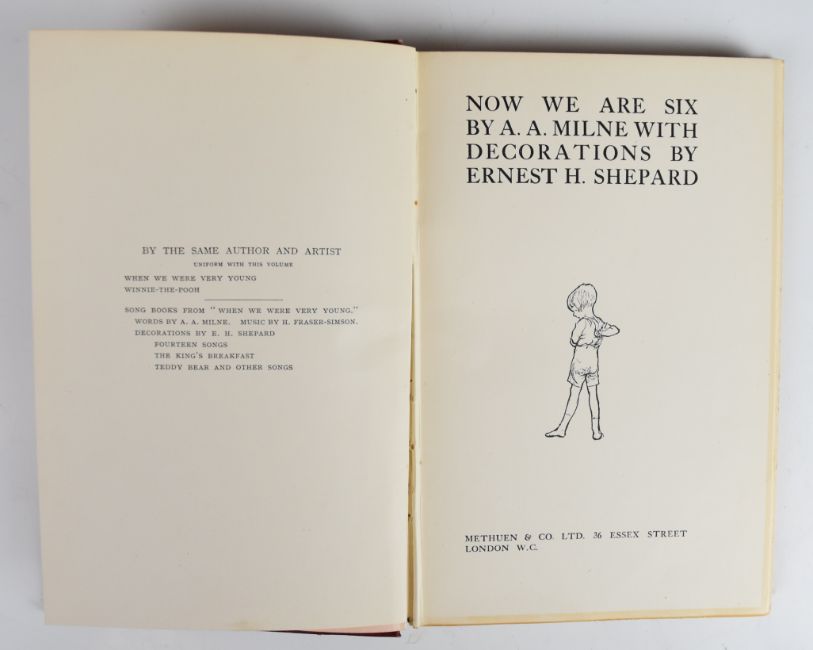 BY THE SAME AUTHOR AND ARTIST
UNIFORM WITH THIS VOLUME
WHEN WE WERE VERY YOUNG
WINNIE-THE-POOH
SONG BOOKS FROM "WHEN WE WERE VERY YOUNG."
WORDS BY A. A. MILNE. MUSIC BY H. FRASER-SIMSON.
DECORATIONS BY E. H. SHEPARD
FOURTEEN SONGS
THE KING'S BREAKFAST
TEDDY BEAR AND OTHER SONGS
NOW WE ARE SIX
BY A. A. MILNE WITH
DECORATIONS BY
ERNEST H. SHEPARD
METHUEN & CO. LTD. 36 ESSEX STREET
LONDON W.C.